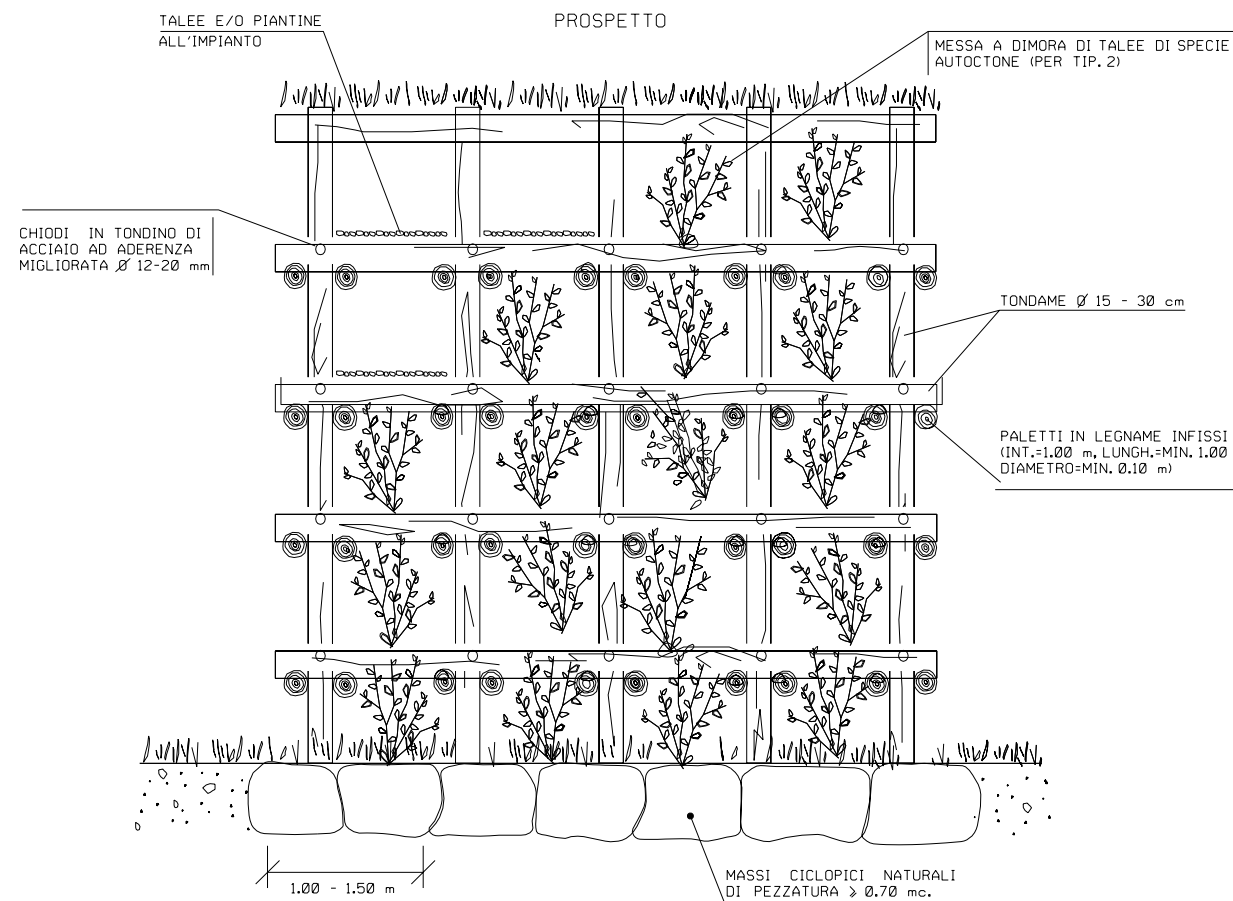 PROSPETTO
TALEE E/O PIANTINE
ALL'IMPIANTO
MESSA A DIMORA DI TALEE DI SPECIE
AUTOCTONE (PER TIP. 2)
CHIODI IN TONDINO DI
ACCIAIO AD ADERENZA
MIGLIORATA Ø 12-20 mm
TONDAME Ø 15 - 30 cm
PALETTI IN LEGNAME INFISSI
(INT.=1.00 m, LUNGH.=MIN. 1.00
DIAMETRO=MIN. 0.10 m)
1.00 - 1.50 m
MASSI CICLOPICI NATURALI
DI PEZZATURA ≥ 0.70 mc.